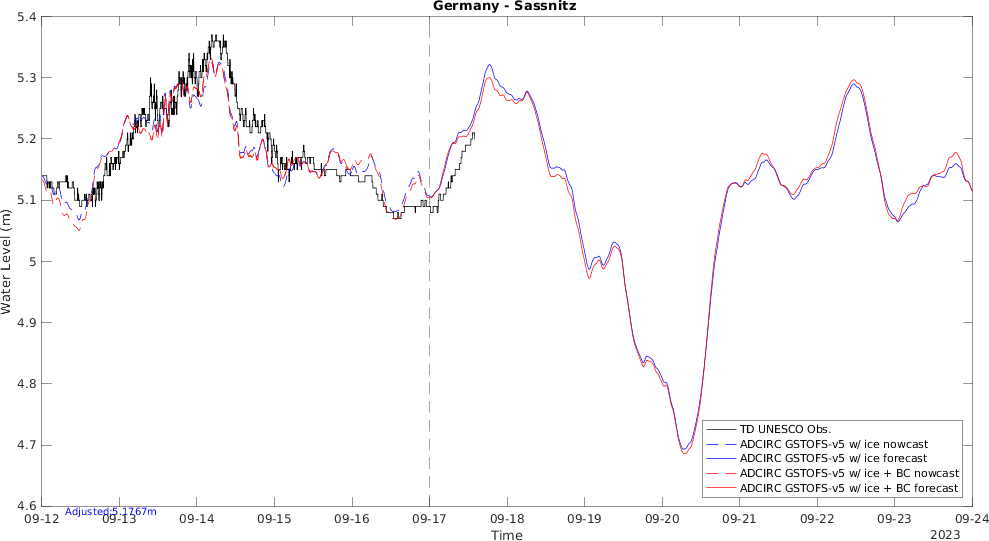 Germany - Sassnitz
5.4
5.3
5.2
5.1
5
4.9
4.8
4.7
4.6
Water Level (m)
TD UNESCO Obs.
ADCIRC GSTOFS-v5 w/ ice nowcast
ADCIRC GSTOFS-v5 w/ ice forecast
ADCIRC GSTOFS-v5 w/ ice + BC nowcast
ADCIRC GSTOFS-v5 w/ ice + BC forecast
Adjusted:5.1767m
09-12 09-13 09-14 09-15 09-16 09-17 09-18 09-19 09-20 09-21 09-22 09-23 09-24
Time
2023